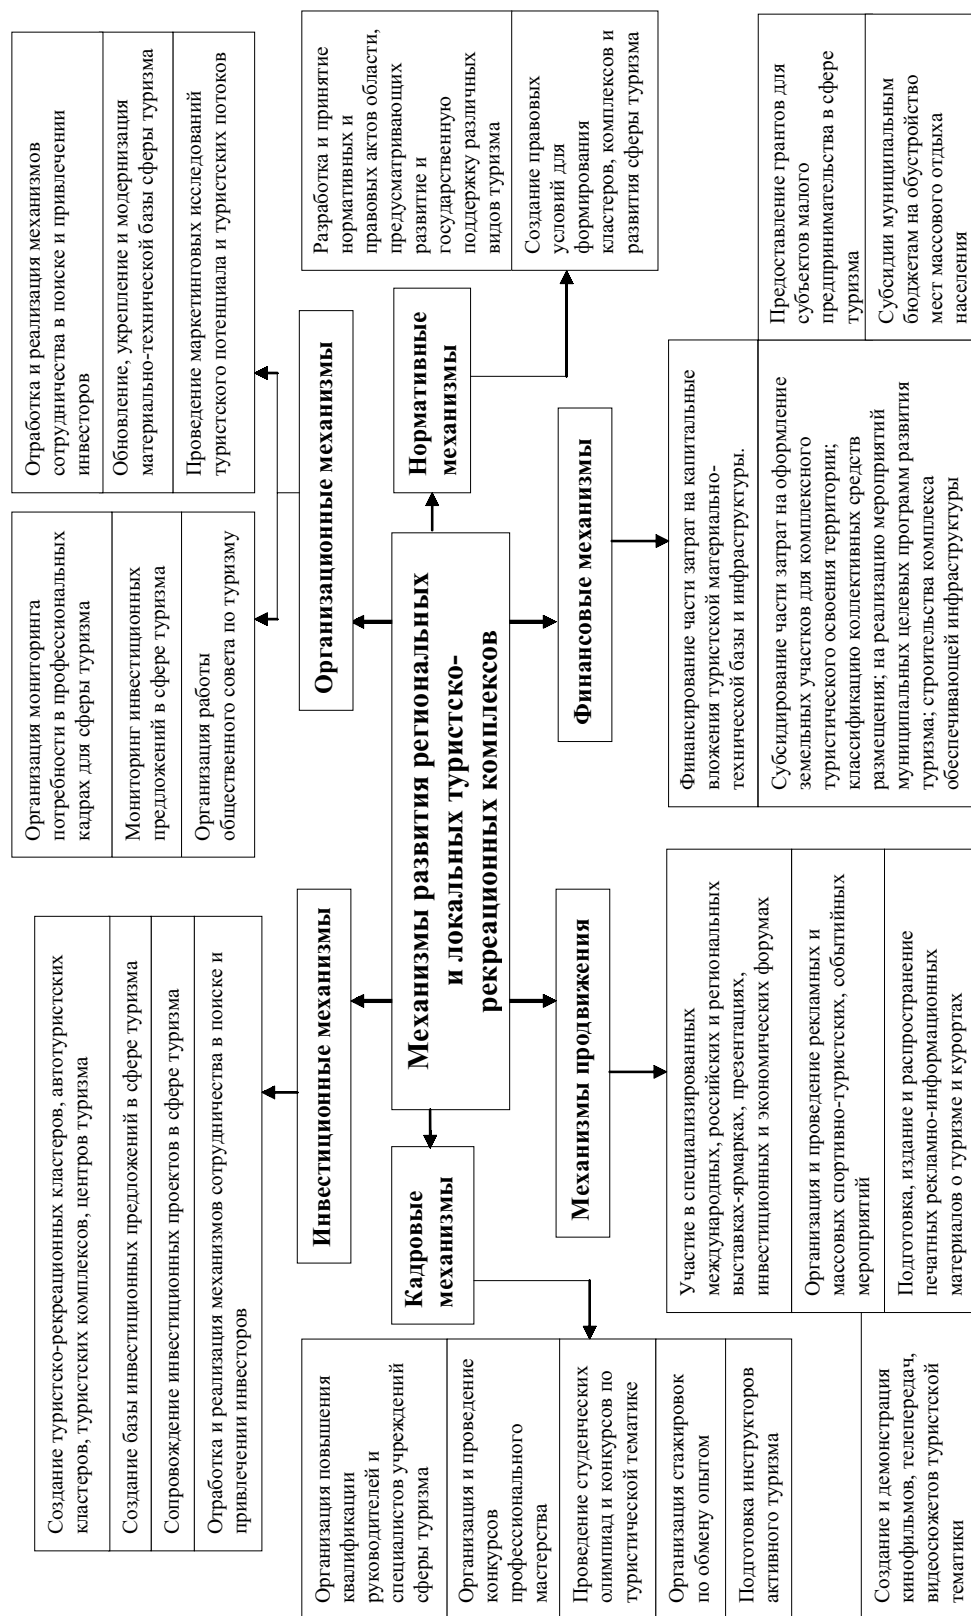 Создание туристско-рекреационных кластеров, автотуристских
кластеров, туристских комплексов, центров туризма
Создание базы инвестиционных предложений в сфере туризма
Сопровождение инвестиционных проектов в сфере туризма
Отработка и реализация механизмов сотрудничества в поиске и
привлечении инвесторов
Организация мониторинга
потребности в профессиональных
кадрах для сферы туризма
Мониторинг инвестиционных
предложений в сфере туризма
Организация работы
общественного совета по туризму
Отработка и реализация механизмов
сотрудничества в поиске и привлечении
инвесторов
Обновление, укрепление и модернизация
материально-технической базы сферы туризма
Проведение маркетинговых исследований
туристского потенциала и туристских потоков
Инвестиционные механизмы
Организационные механизмы
Организация повышения
квалификации
руководителей и
специалистов учреждений
сферы туризма
Организация и проведение
конкурсов
профессионального
мастерства
Проведение студенческих
олимпиад и конкурсов по
туристической тематике
Организация стажировок
по обмену опытом
Подготовка инструкторов
активного туризма
Кадровые
механизмы
Механизмы развития региональных
и локальных туристско-
рекреационных комплексов
Нормативные
механизмы
Разработка и принятие
нормативных и
правовых актов области,
предусматривающих
развитие и
государственную
поддержку различных
видов туризма
Создание правовых
условий для
формирования
кластеров, комплексов и
развития сферы туризма
Механизмы продвижения
Финансовые механизмы
Участие в специализированных
международных, российских и региональных
выставках-ярмарках, презентациях,
инвестиционных и экономических форумах
Организация и проведение рекламных и
массовых спортивно-туристских, событийных
мероприятий
Подготовка, издание и распространение
печатных рекламно-информационных
материалов о туризме и курортах
Создание и демонстрация
кинофильмов, телепередач,
видеосюжетов туристской
тематики
Финансирование части затрат на капитальные
вложения туристской материально-
технической базы и инфраструктуры.
Субсидирование части затрат на оформление
земельных участков для комплексного
туристического освоения территории;
классификацию коллективных средств
размещения; на реализацию мероприятий
муниципальных целевых программ развития
туризма; строительства комплекса
обеспечивающей инфраструктуры
Предоставление грантов для
субъектов малого
предпринимательства в сфере
туризма
Субсидии муниципальным
бюджетам на обустройство
мест массового отдыха
населения